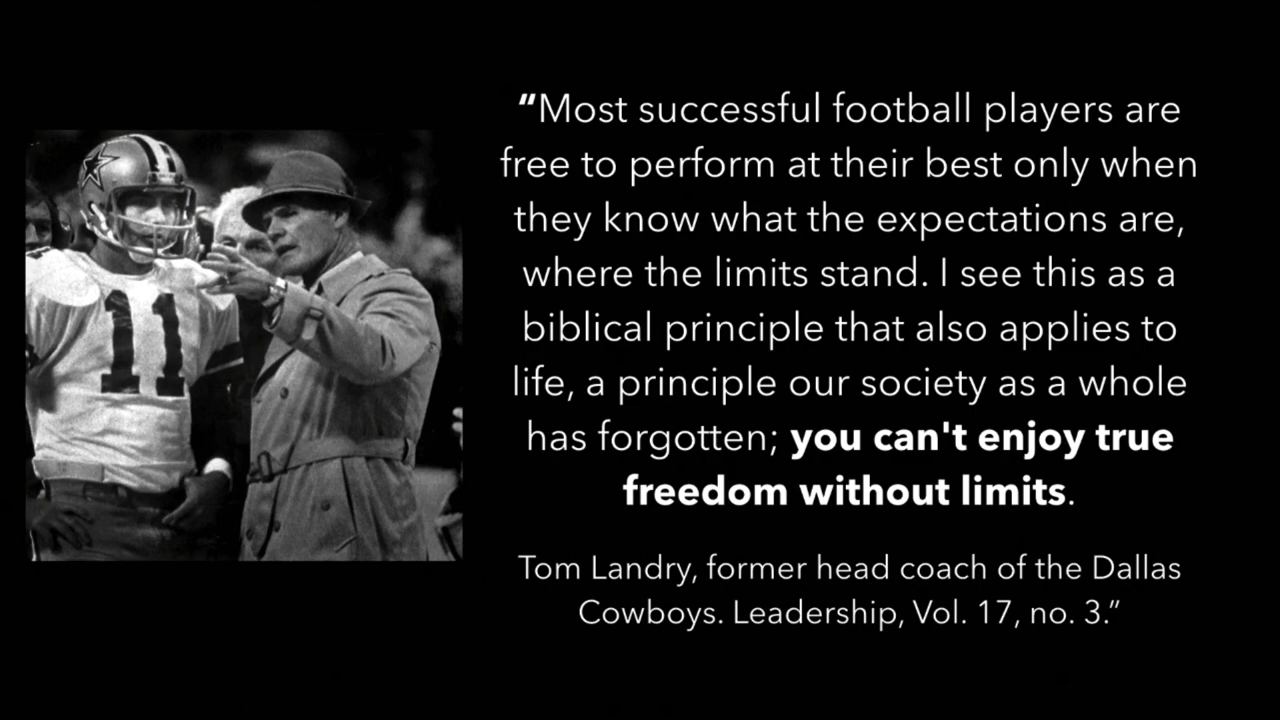 “Most successful football players are
free to perform at their best only when
they know what the expectations are,
where the limits stand. I see this as a
biblical principle that also applies to
life, a principle our society as a whole
has forgotten; you can't enjoy true
freedom without limits.
Tom Landry, former head coach of the Dallas
Cowboys. Leadership, Vol. 17, no. 3.”
11